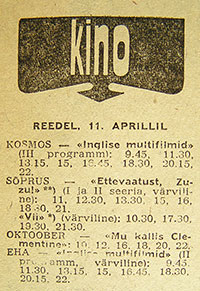 kino
REEDEL, 11. APRILLIL
KOSMOS — «Inglise multifilmid»
(III programm): 9.45, 11.30,
13.15, 15, 16.45, 18.30, 20.15,
22.
SÕPRUS — «Ettevaatust, Zu-
zu!» **) (I ja II seeria, värvili-
ne): 11, 12.30, 13.30, 15, 16,
18.30, 21.
«Vii» *) (värviline): 10.30, 17.30,
19.30, 21.30.
OKTOOBER — «Mu kallis Cle-
mentine»: 10, 12, 16, 18, 20, 22.
EHA — «Inglise multifilmid» (II
programm, värviline): 9.45,
11.30, 13.15, 15, 16.45, 18.30,
20.15, 22.